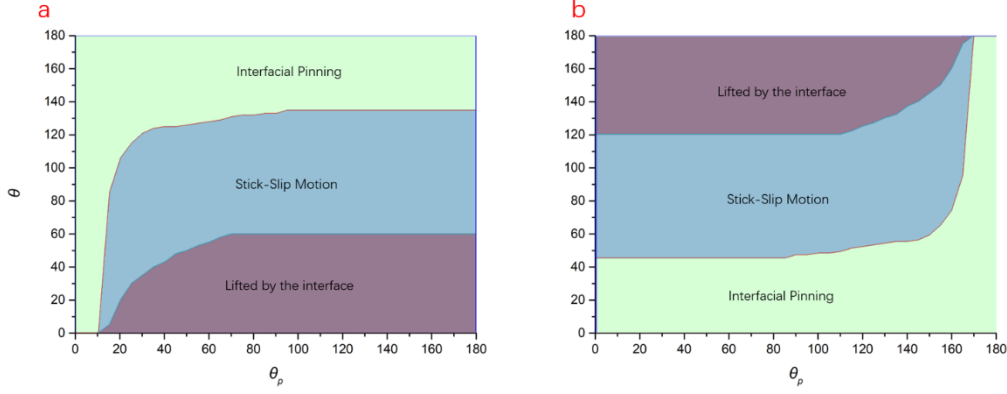 a
180
160
140
120
100
80
60
40
20
0
θ
Interfacial Pinning
Stick-Slip Motion
Lifted by the interface
0 20 40 60 80 100 120 140 160 180
θp
b
180
160
140
120
100
80
60
40
20
0
Lifted by the interface
Stick-Slip Motion
Interfacial Pinning
0 20 40 60 80 100 120 140 160 180
θp